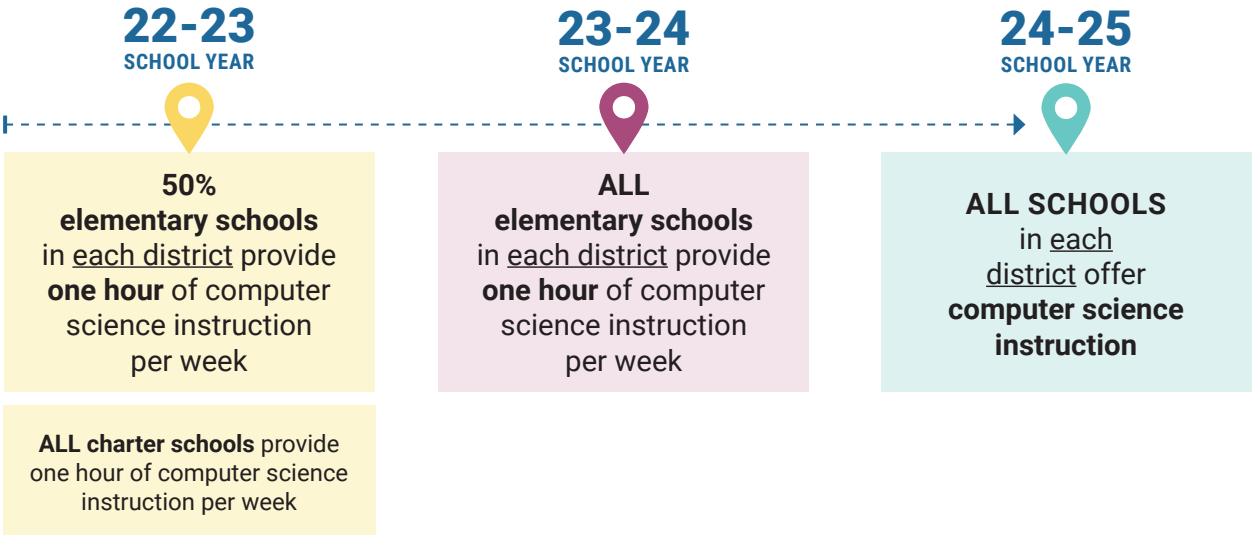 22-23
SCHOOL YEAR
50%
elementary schools
in each district provide
one hour of computer
science instruction
per week
ALL charter schools provide
one hour of computer science
instruction per week
23-24
SCHOOL YEAR
ALL
elementary schools
in each district provide
one hour of computer
science instruction
per week
24-25
SCHOOL YEAR
ALL SCHOOLS
in each
district offer
computer science
instruction